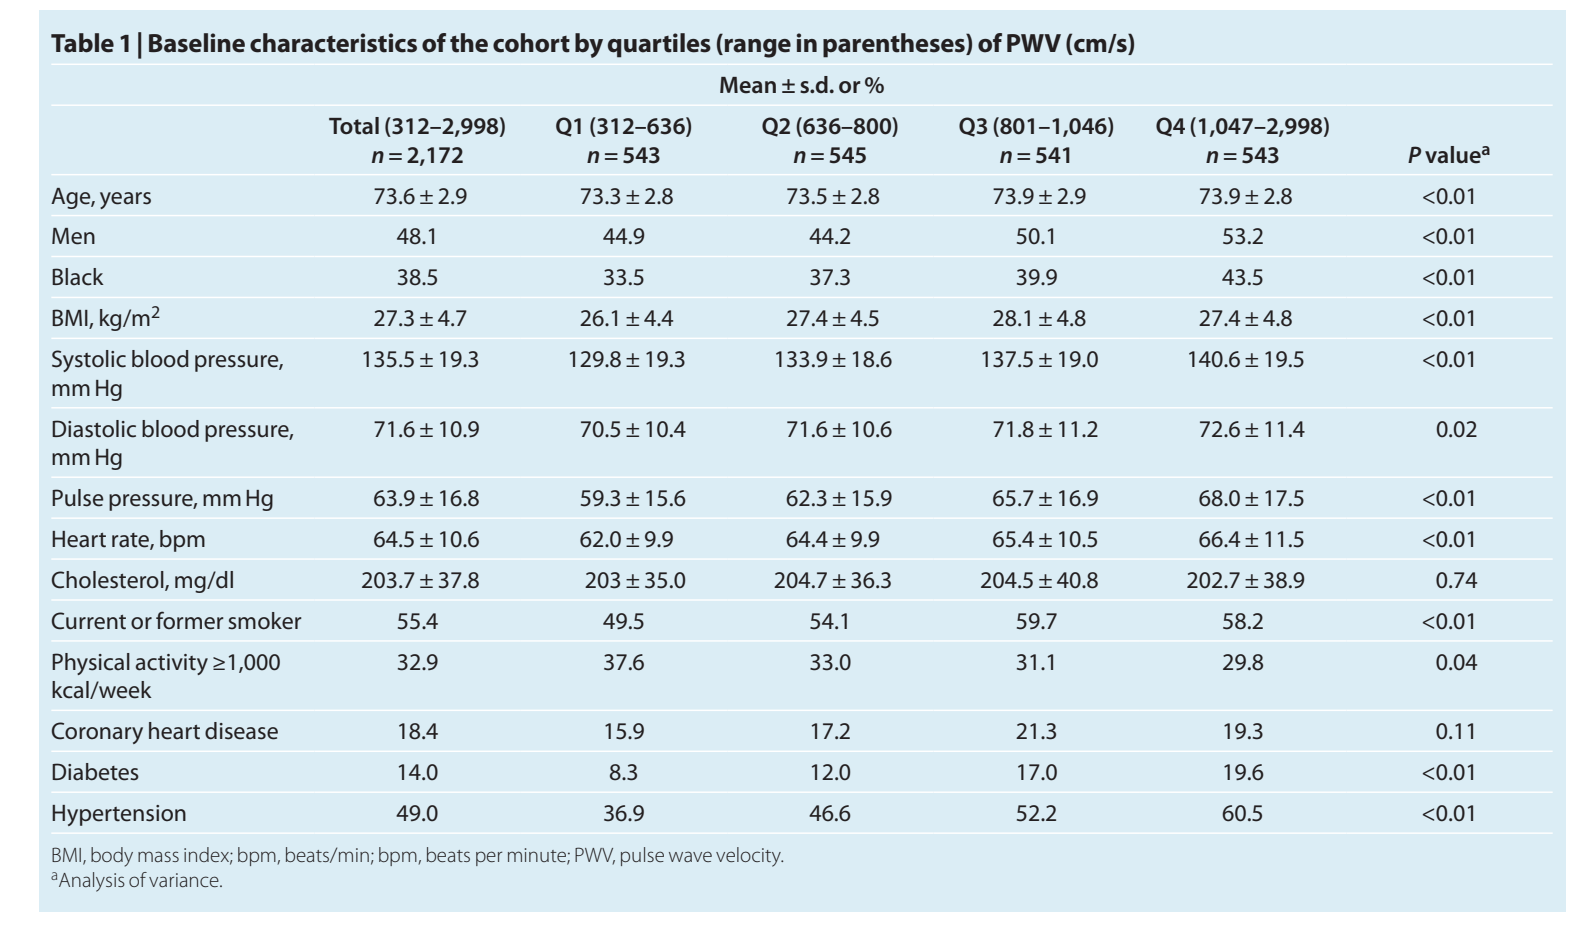 Table 1 | Baseline characteristics of the cohort by quartiles (range in parentheses) of PWV (cm/s)
Mean ± s.d. or %
Total (312–2,998) Q1 (312–636) Q2 (636–800) Q3 (801–1,046) Q4 (1,047–2,998)
n = 2,172 n = 543 n = 545 n = 541 n = 543 P valueᵃ
Age, years 73.6 ± 2.9 73.3 ± 2.8 73.5 ± 2.8 73.9 ± 2.9 73.9 ± 2.8 <0.01
Men 48.1 44.9 44.2 50.1 53.2 <0.01
Black 38.5 33.5 37.3 39.9 43.5 <0.01
BMI, kg/m² 27.3 ± 4.7 26.1 ± 4.4 27.4 ± 4.5 28.1 ± 4.8 27.4 ± 4.8 <0.01
Systolic blood pressure, 135.5 ± 19.3 129.8 ± 19.3 133.9 ± 18.6 137.5 ± 19.0 140.6 ± 19.5 <0.01
mm Hg
Diastolic blood pressure, 71.6 ± 10.9 70.5 ± 10.4 71.6 ± 10.6 71.8 ± 11.2 72.6 ± 11.4 0.02
mm Hg
Pulse pressure, mm Hg 63.9 ± 16.8 59.3 ± 15.6 62.3 ± 15.9 65.7 ± 16.9 68.0 ± 17.5 <0.01
Heart rate, bpm 64.5 ± 10.6 62.0 ± 9.9 64.4 ± 9.9 65.4 ± 10.5 66.4 ± 11.5 <0.01
Cholesterol, mg/dl 203.7 ± 37.8 203 ± 35.0 204.7 ± 36.3 204.5 ± 40.8 202.7 ± 38.9 0.74
Current or former smoker 55.4 49.5 54.1 59.7 58.2 <0.01
Physical activity ≥1,000 32.9 37.6 33.0 31.1 29.8 0.04
kcal/week
Coronary heart disease 18.4 15.9 17.2 21.3 19.3 0.11
Diabetes 14.0 8.3 12.0 17.0 19.6 <0.01
Hypertension 49.0 36.9 46.6 52.2 60.5 <0.01
BMI, body mass index; bpm, beats/min; bpm, beats per minute; PWV, pulse wave velocity.
ᵃAnalysis of variance.